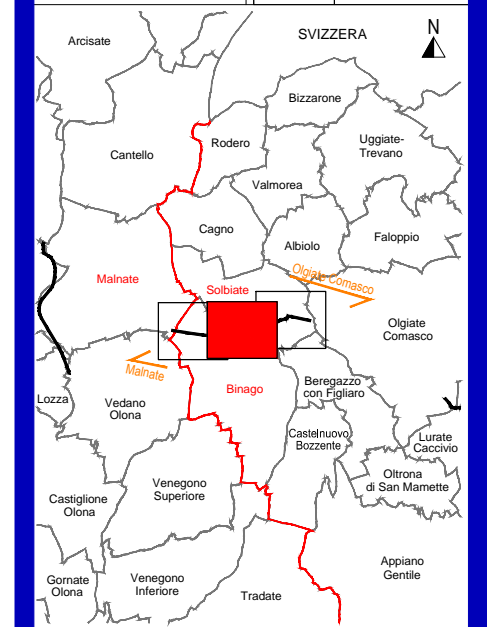 N
SVIZZERA
Arcisate
Bizzarone
Rodero
Uggiate-
Trevano
Cantello
Valmorea
Cagno
Albiolo
Faloppio
Malnate
Solbiate
Olgiate Comasco
Olgiate
Comasco
Malnate
Binago
Beregazzo
con Figliaro
Lozza
Vedano
Olona
Castelnuovo
Bozzente
Lurate
Caccivio
Oltrona
di San Mamette
Venegono
Superiore
Castiglione
Olona
Appiano
Gentile
Gornate
Olona
Venegono
Inferiore
Tradate